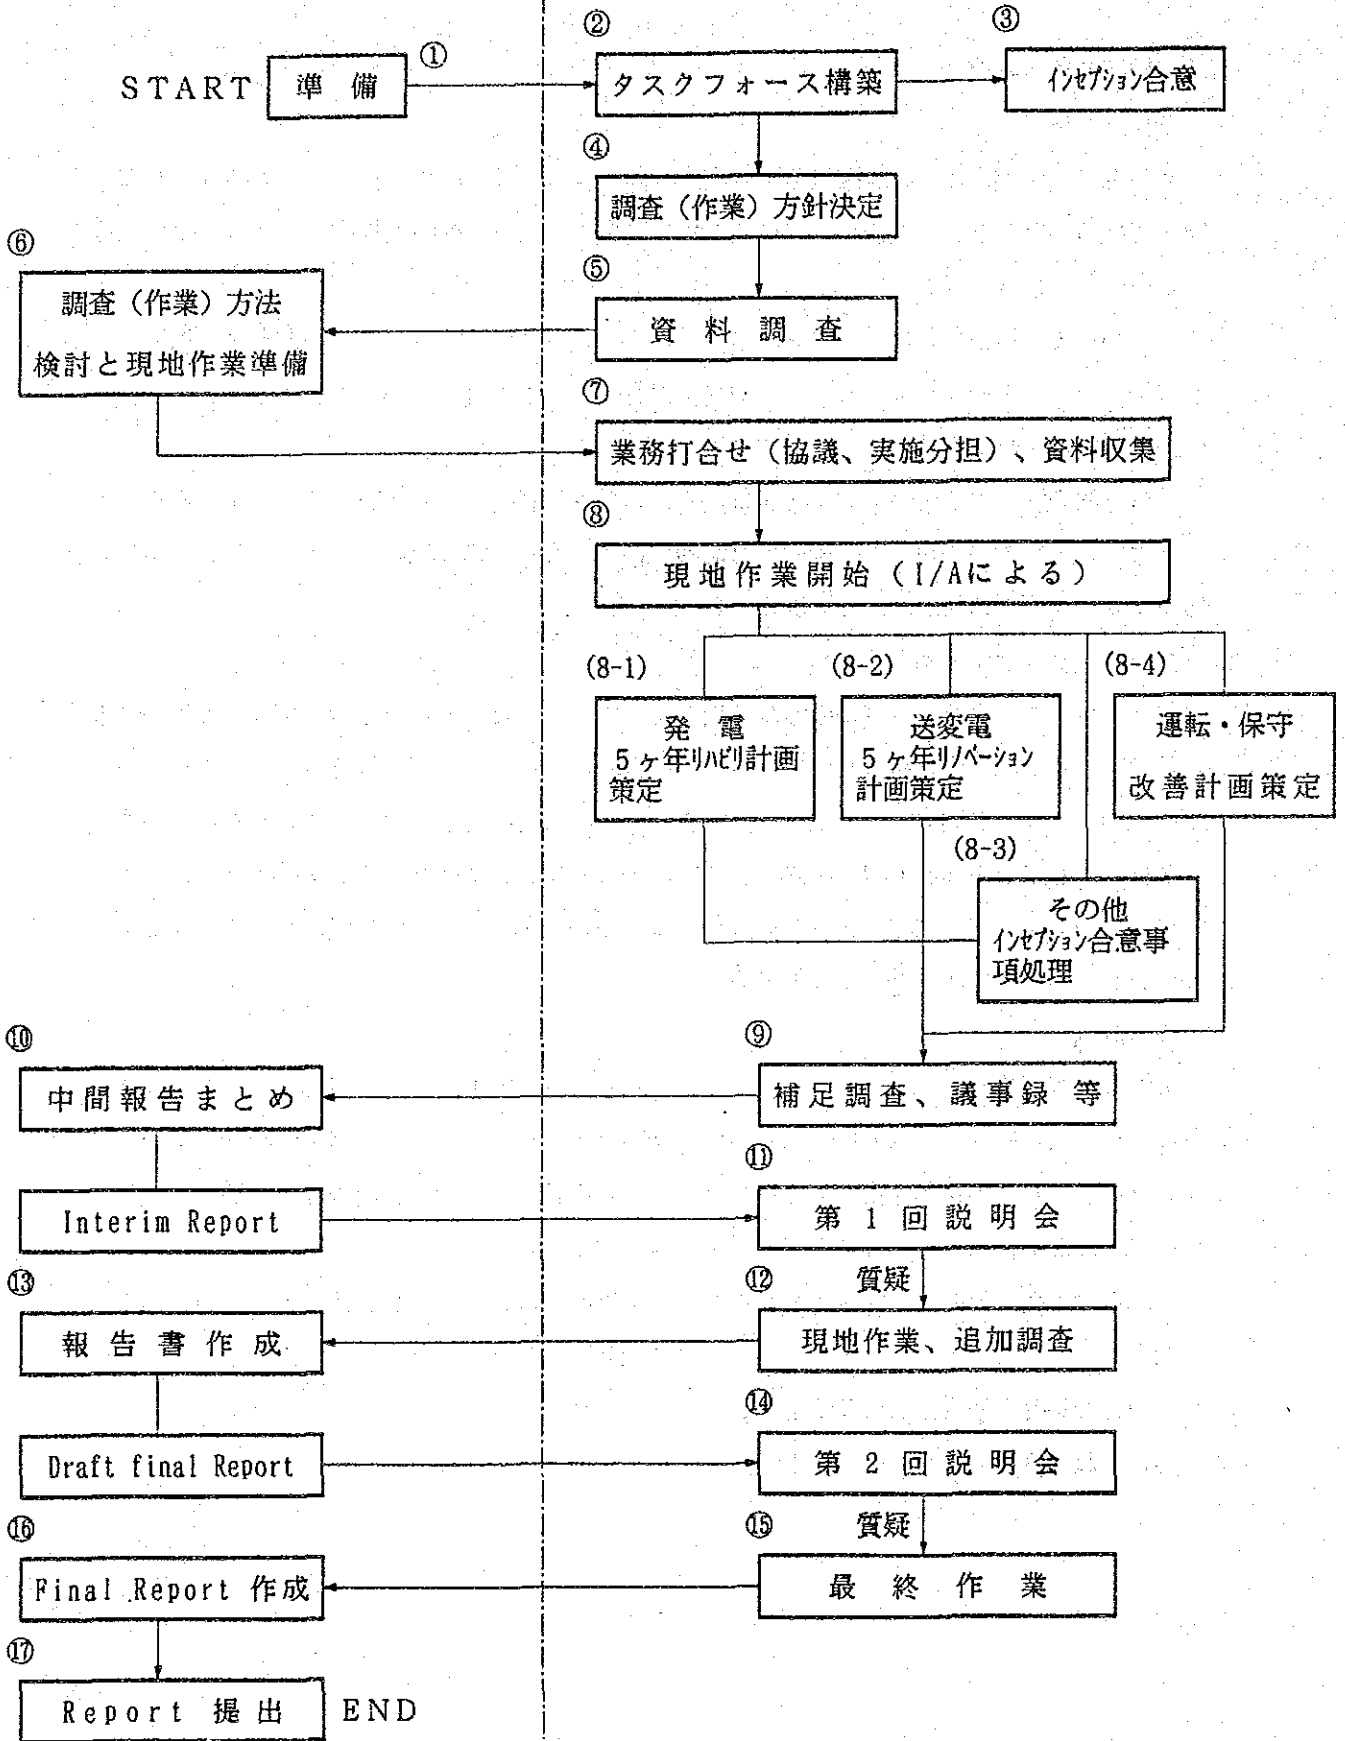 ①
START 準備
②
タスクフォース構築
③
インセプション合意
④
調査（作業）方針決定
⑤
資料調査
⑥
調査（作業）方法
検討と現地作業準備
⑦
業務打合せ（協議、実施分担）、資料収集
⑧
現地作業開始（I/Aによる）
(8-1)
発電
5ヶ年リハビリ計画
策定
(8-2)
送変電
5ヶ年リノベーション
計画策定
(8-4)
運転・保守
改善計画策定
(8-3)
その他
インセプション合意事
項処理
⑨
補足調査、議事録 等
⑩
中間報告まとめ
Interim Report
⑪
第1回説明会
質疑
⑫
現地作業、追加調査
⑬
報告書作成
Draft final Report
⑭
第2回説明会
質疑
⑮
最終作業
⑯
Final Report 作成
⑰
Report 提出 END